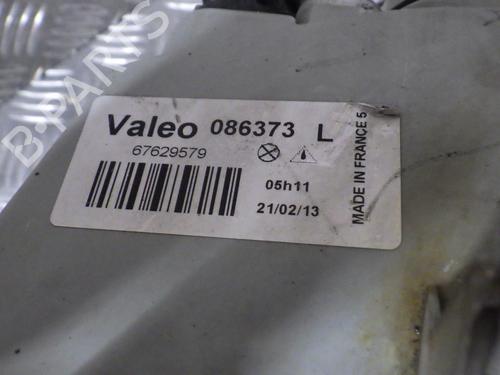 B-PARTS
Valeo 086373 L
67629579
05h11
21/02/13
MADE IN FRANCE 5